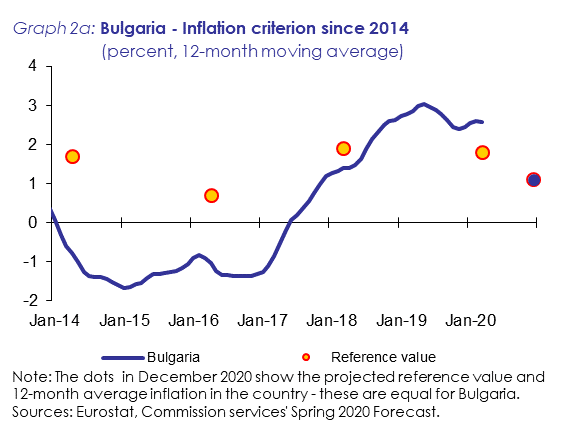 Graph 2a: Bulgaria - Inflation criterion since 2014
(percent, 12-month moving average)
4
3
2
1
0
-1
-2
Jan-14 Jan-15 Jan-16 Jan-17 Jan-18 Jan-19 Jan-20
Bulgaria Reference value
Note: The dots in December 2020 show the projected reference value and
12-month average inflation in the country - these are equal for Bulgaria.
Sources: Eurostat, Commission services' Spring 2020 Forecast.